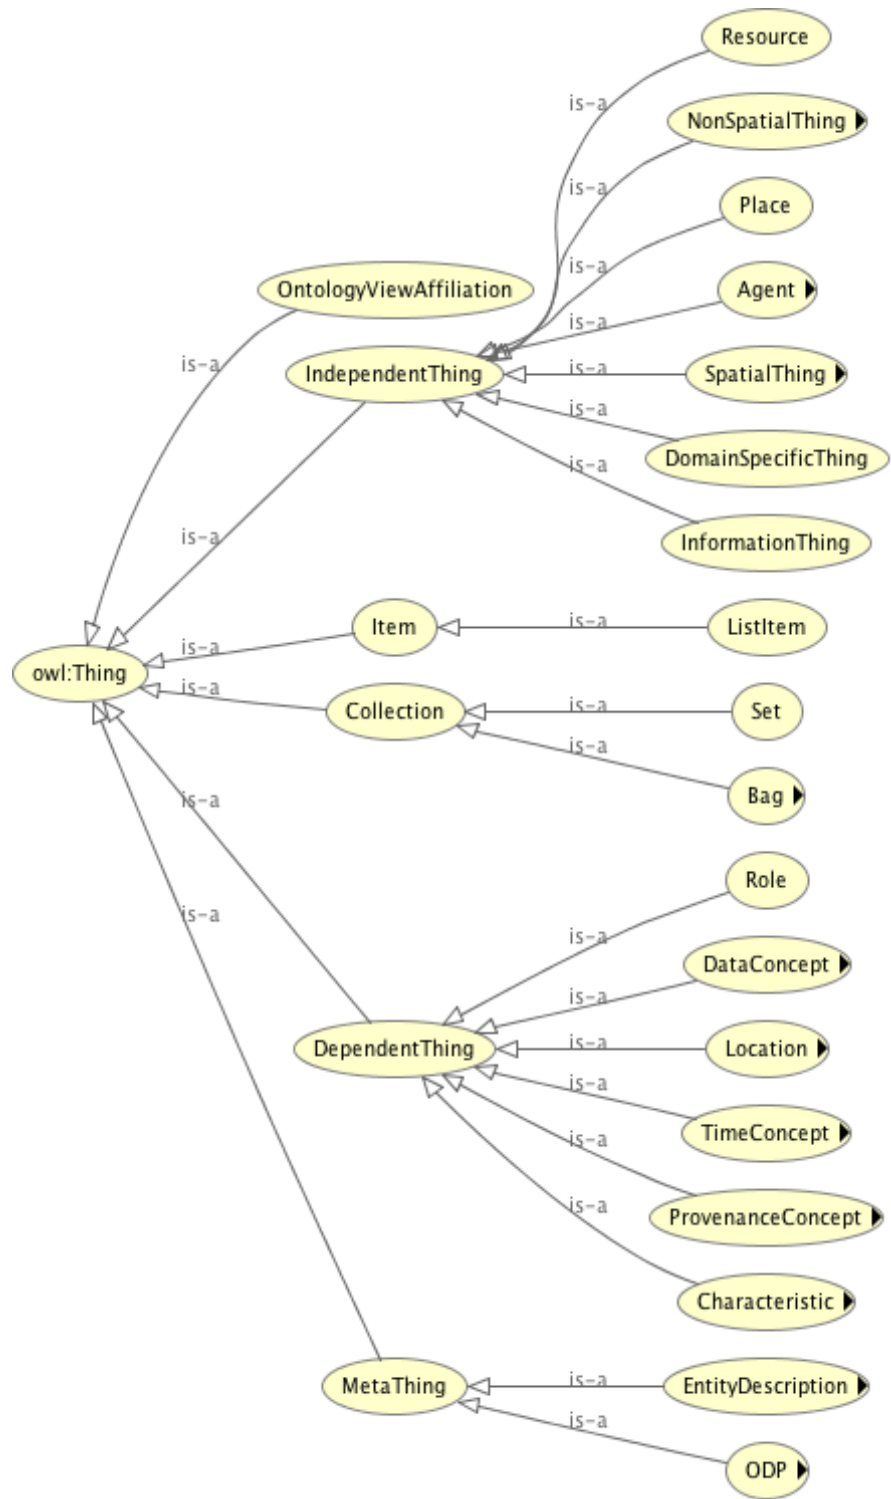 Resource
is-a
NonSpatialThing
is-a
Place
is-a
Agent
is-a
OntologyViewAffiliation
is-a
IndependentThing
is-a
SpatialThing
is-a
DomainSpecificThing
is-a
InformationThing
is-a
Item
is-a
ListItem
is-a
owl:Thing
is-a
Collection
is-a
Set
is-a
Bag
is-a
Role
is-a
is-a
DataConcept
is-a
DependentThing
is-a
Location
is-a
TimeConcept
is-a
ProvenanceConcept
is-a
Characteristic
MetaThing
is-a
EntityDescription
is-a
ODP